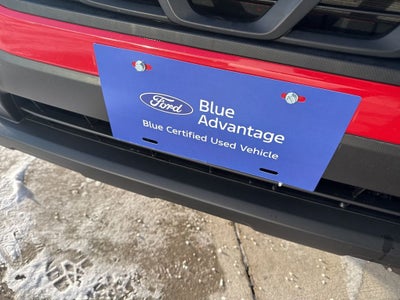 Ford
Blue
Advantage
Blue Certified Used Vehicle